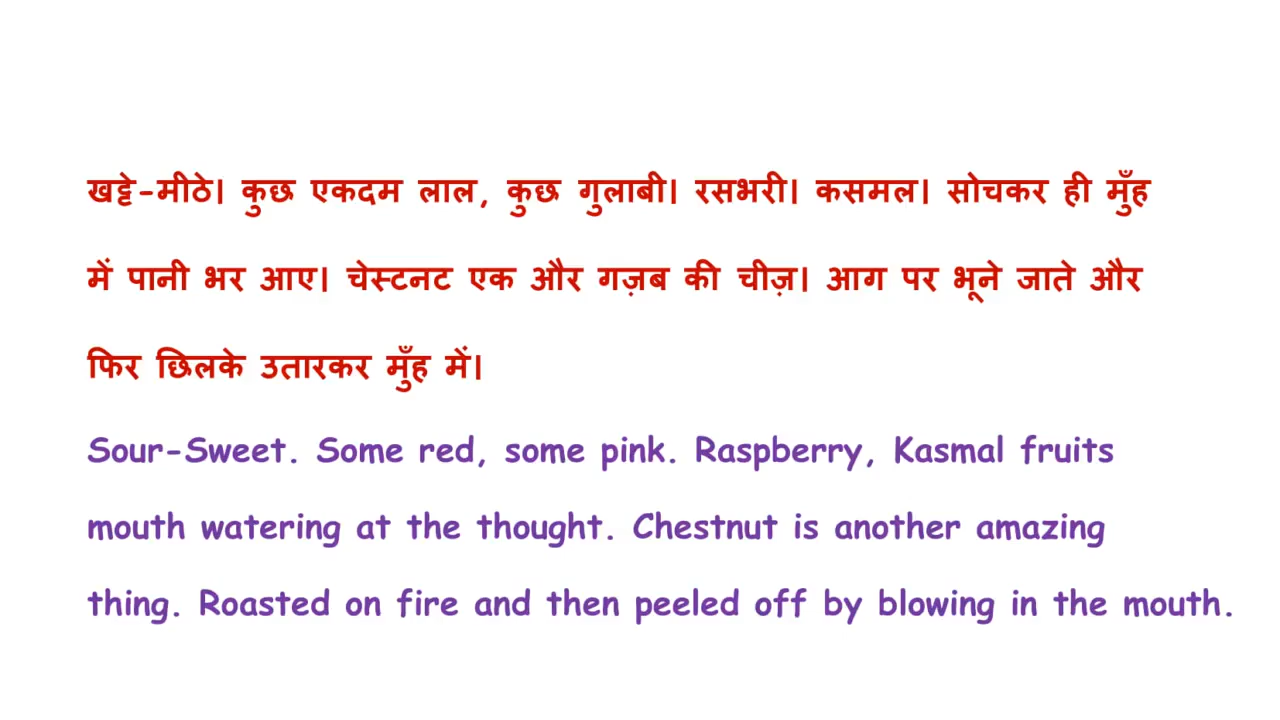 खट्टे-मीठे। कुछ एकदम लाल, कुछ गुलाबी। रसभरी। कसमल। सोचकर ही मुँह
में पानी भर आए। चेस्टनट एक और गज़ब की चीज़। आग पर भूने जाते और
फिर छिलके उतारकर मुँह में।
Sour-Sweet. Some red, some pink. Raspberry, Kasmal fruits
mouth watering at the thought. Chestnut is another amazing
thing. Roasted on fire and then peeled off by blowing in the mouth.